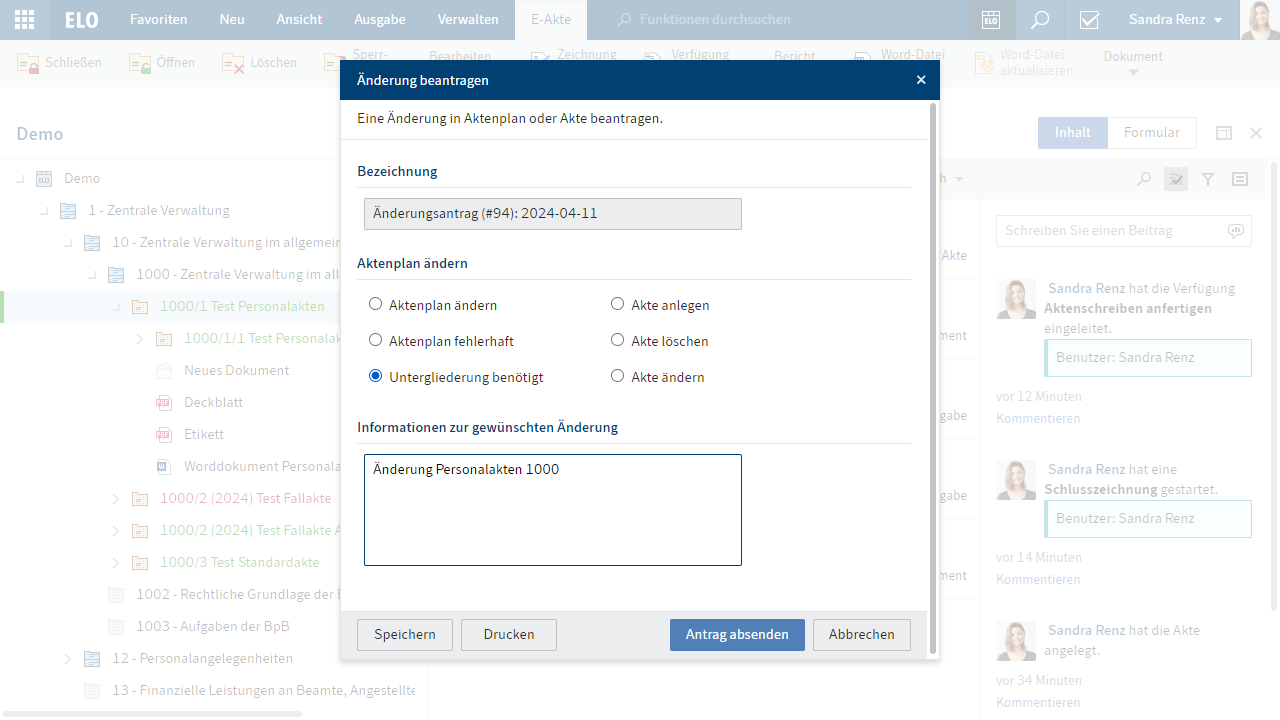 ELO Favoriten Neu Ansicht Ausgabe Verwalten E-Akte Funktionen durchsuchen ELO Sandra Renz
Schließen Öffnen Löschen Sperr- Bearbeiten Zeichnung Verfügung Bericht Word-Datei Word-Datei aktualisieren Dokument
Änderung beantragen
Eine Änderung in Aktenplan oder Akte beantragen.
Bezeichnung
Änderungsantrag (#94): 2024-04-11
Aktenplan ändern
Aktenplan ändern Akte anlegen
Aktenplan fehlerhaft Akte löschen
Untergliederung benötigt Akte ändern
Informationen zur gewünschten Änderung
Änderung Personalakten 1000
Speichern Drucken Antrag absenden Abbrechen
Demo
Demo
1 - Zentrale Verwaltung
10 - Zentrale Verwaltung im allgemein
1000 - Zentrale Verwaltung im all
1000/1 Test Personalakten
1000/1/1 Test Personalak
Neues Dokument
Deckblatt
Etikett
Worddokument Personala
1000/2 (2024) Test Fallakte
1000/2 (2024) Test Fallakte A
1000/3 Test Standardakte
1002 - Rechtliche Grundlage der B
1003 - Aufgaben der BpB
12 - Personalangelegenheiten
13 - Finanzielle Leistungen an Beamte, Angestellte
Inhalt Formular
h
Akte
ment
gabe
gabe
ment
Schreiben Sie einen Beitrag
Sandra Renz hat die Verfügung
Aktenschreiben anfertigen
eingeleitet.
Benutzer: Sandra Renz
vor 12 Minuten
Kommentieren
Sandra Renz hat eine
Schlusszeichnung gestartet.
Benutzer: Sandra Renz
vor 14 Minuten
Kommentieren
Sandra Renz hat die Akte
angelegt.
vor 34 Minuten
Kommentieren